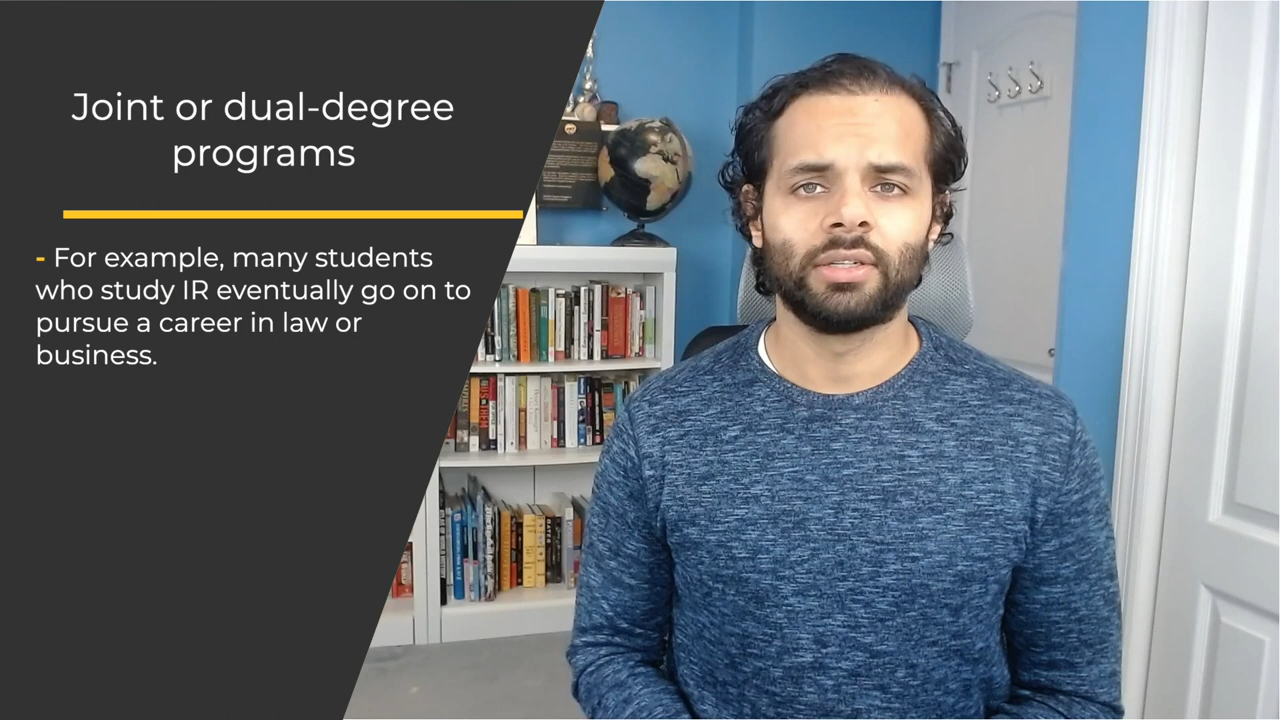 Joint or dual-degree
programs
- For example, many students
who study IR eventually go on to
pursue a career in law or
business.